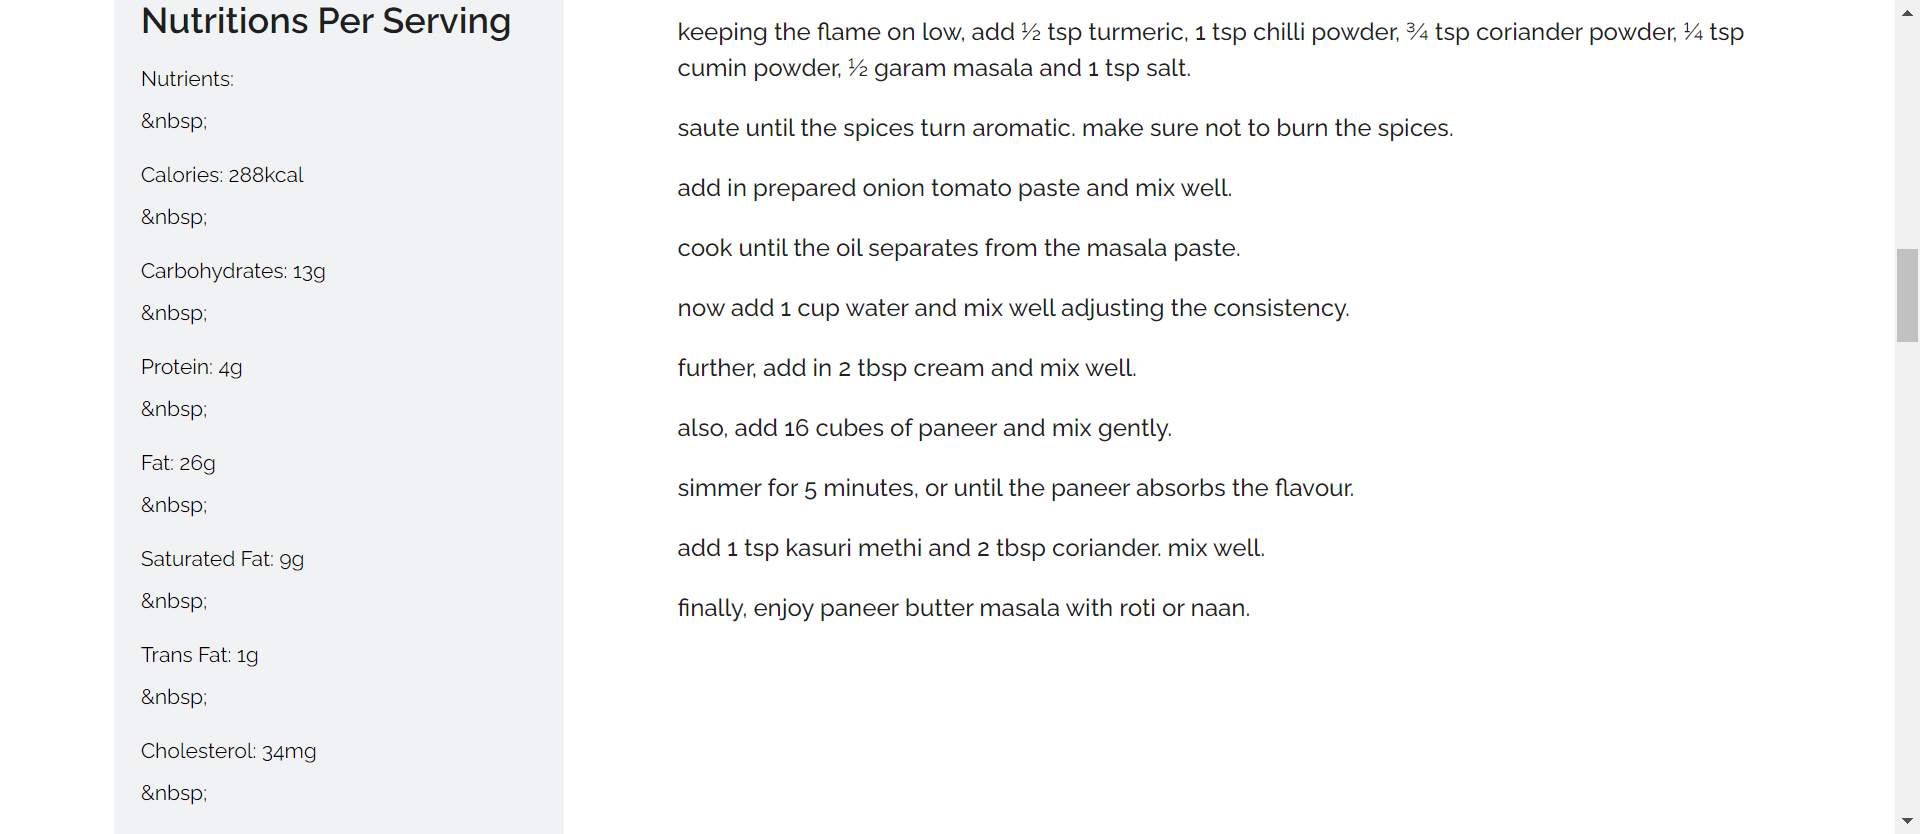 Nutritions Per Serving
Nutrients:
&nbsp;
Calories: 288kcal
&nbsp;
Carbohydrates: 13g
&nbsp;
Protein: 4g
&nbsp;
Fat: 26g
&nbsp;
Saturated Fat: 9g
&nbsp;
Trans Fat: 1g
&nbsp;
Cholesterol: 34mg
&nbsp;
keeping the flame on low, add ½ tsp turmeric, 1 tsp chilli powder, ¾ tsp coriander powder, ¼ tsp
cumin powder, ½ garam masala and 1 tsp salt.
saute until the spices turn aromatic. make sure not to burn the spices.
add in prepared onion tomato paste and mix well.
cook until the oil separates from the masala paste.
now add 1 cup water and mix well adjusting the consistency.
further, add in 2 tbsp cream and mix well.
also, add 16 cubes of paneer and mix gently.
simmer for 5 minutes, or until the paneer absorbs the flavour.
add 1 tsp kasuri methi and 2 tbsp coriander. mix well.
finally, enjoy paneer butter masala with roti or naan.